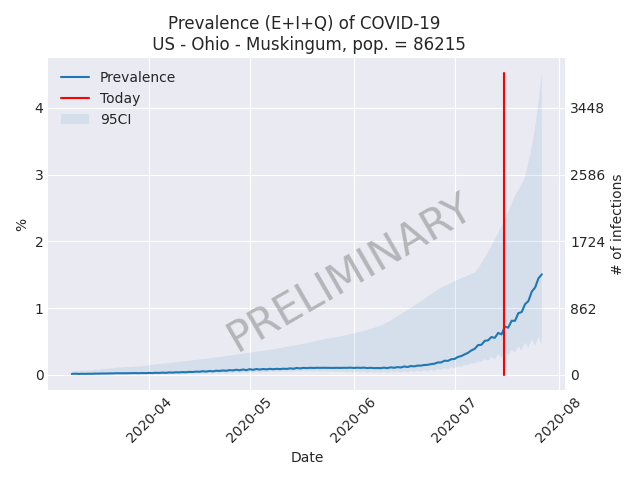 Prevalence (E+I+Q) of COVID-19
US - Ohio - Muskingum, pop. = 86215
Prevalence
Today
95CI
4
3
2
1
0
%
3448
2586
1724
862
0
# of infections
PRELIMINARY
2020-04
2020-05
2020-06
2020-07
2020-08
Date